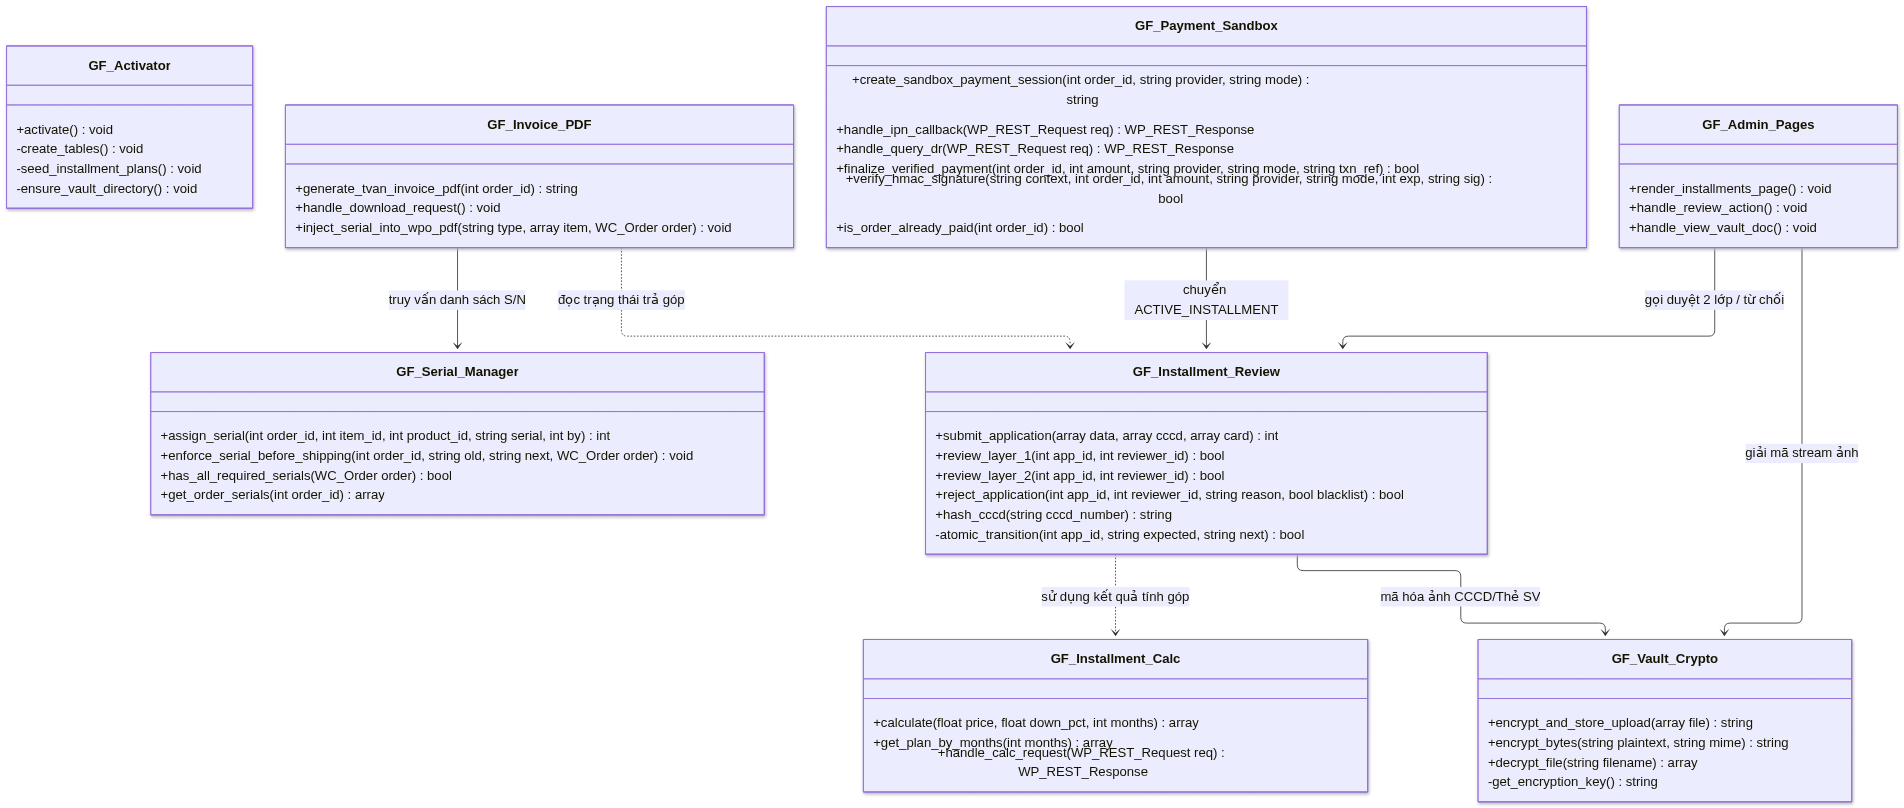 GF_Activator
+activate() : void
-create_tables() : void
-seed_installment_plans() : void
-ensure_vault_directory() : void
GF_Invoice_PDF
+generate_tvan_invoice_pdf(int order_id) : string
+handle_download_request() : void
+inject_serial_into_wpo_pdf(string type, array item, WC_Order order) : void
GF_Payment_Sandbox
+create_sandbox_payment_session(int order_id, string provider, string mode) :
string
+handle_ipn_callback(WP_REST_Request req) : WP_REST_Response
+handle_query_dr(WP_REST_Request req) : WP_REST_Response
+finalize_verified_payment(int order_id, int amount, string provider, string mode, string txn_ref) : bool
+verify_hmac_signature(string context, int order_id, int amount, string provider, string mode, int exp, string sig) :
bool
+is_order_already_paid(int order_id) : bool
GF_Admin_Pages
+render_installments_page() : void
+handle_review_action() : void
+handle_view_vault_doc() : void
truy vấn danh sách S/N
đọc trạng thái trả góp
chuyển
ACTIVE_INSTALLMENT
gọi duyệt 2 lớp / từ chối
GF_Serial_Manager
+assign_serial(int order_id, int item_id, int product_id, string serial, int by) : int
+enforce_serial_before_shipping(int order_id, string old, string next, WC_Order order) : void
+has_all_required_serials(WC_Order order) : bool
+get_order_serials(int order_id) : array
GF_Installment_Review
+submit_application(array data, array cccd, array card) : int
+review_layer_1(int app_id, int reviewer_id) : bool
+review_layer_2(int app_id, int reviewer_id) : bool
+reject_application(int app_id, int reviewer_id, string reason, bool blacklist) : bool
+hash_cccd(string cccd_number) : string
-atomic_transition(int app_id, string expected, string next) : bool
giải mã stream ảnh
sử dụng kết quả tính góp
mã hóa ảnh CCCD/Thẻ SV
GF_Installment_Calc
+calculate(float price, float down_pct, int months) : array
+get_plan_by_months(int months) : array
+handle_calc_request(WP_REST_Request req) :
WP_REST_Response
GF_Vault_Crypto
+encrypt_and_store_upload(array file) : string
+encrypt_bytes(string plaintext, string mime) : string
+decrypt_file(string filename) : array
-get_encryption_key() : string